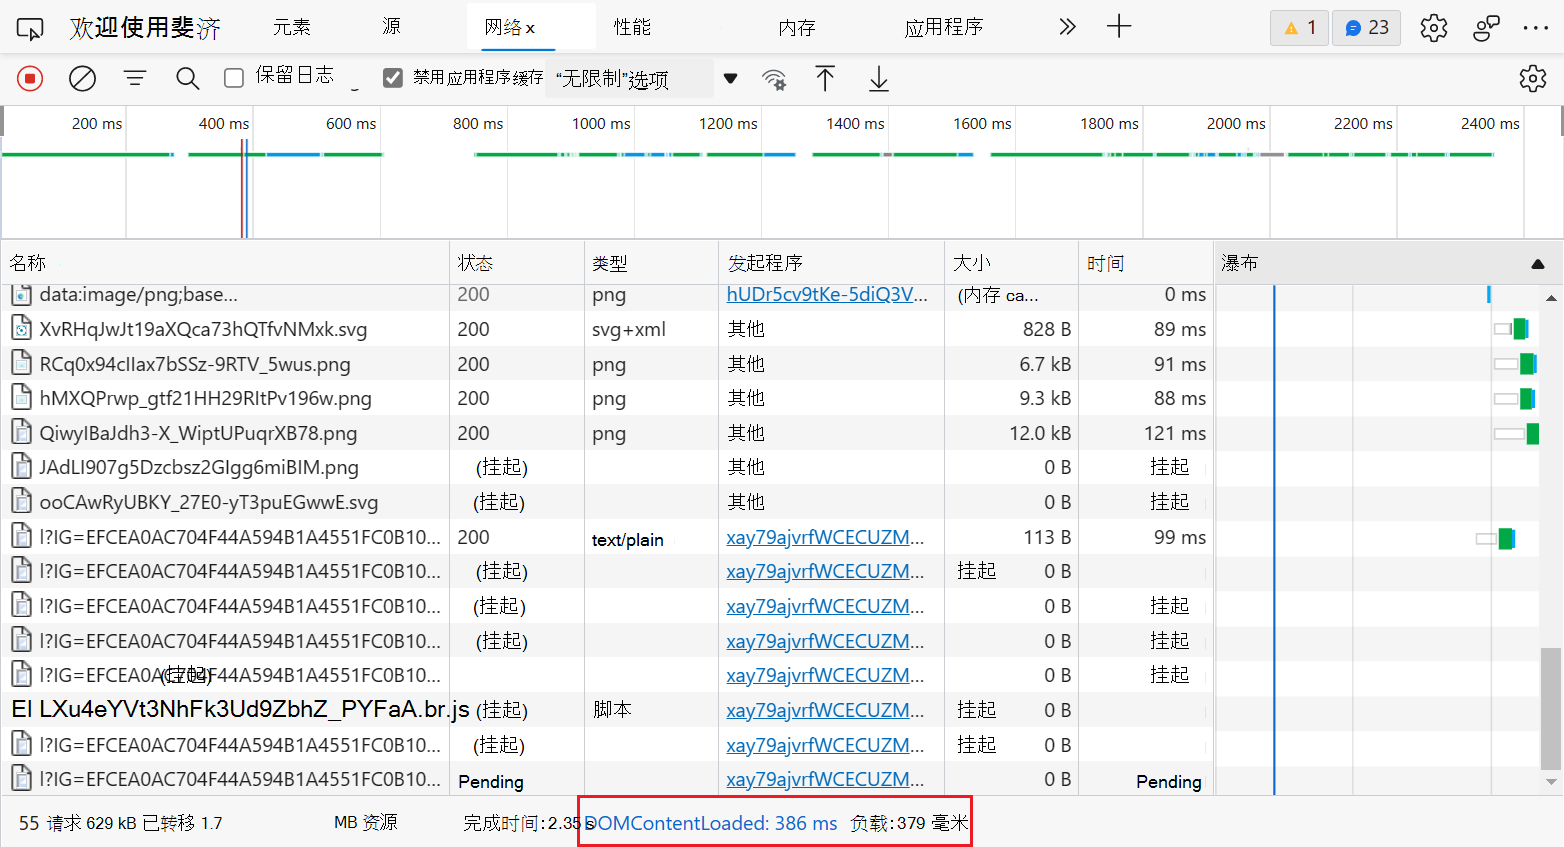 欢迎使用斐济 元素 源 网络 x 性能 内存 应用程序 1 23
保留日志 禁用应用程序缓存 “无限制”选项
200 ms 400 ms 600 ms 800 ms 1000 ms 1200 ms 1400 ms 1600 ms 1800 ms 2000 ms 2200 ms 2400 ms
名称 状态 类型 发起程序 大小 时间 瀑布
data:image/png;base... 200 png hUDr5cv9tKe-5diQ3V... (内存 ca... 0 ms
XvRHqJwJt19aXQca73hQTfvNMxk.svg 200 svg+xml 其他 828 B 89 ms
RCq0x94cIIax7bSSz-9RTV_5wus.png 200 png 其他 6.7 kB 91 ms
hMXQPrwp_gtf21HH29RItPv196w.png 200 png 其他 9.3 kB 88 ms
QiwyIBaJdh3-X_WiptUPuqrXB78.png 200 png 其他 12.0 kB 121 ms
JAdLI907g5Dzcbsz2GIgg6miBIM.png (挂起) 其他 0 B 挂起
ooCAwRyUBKY_27E0-yT3puEGwwE.svg (挂起) 其他 0 B 挂起
l?IG=EFCEA0AC704F44A594B1A4551FC0B10... 200 text/plain xay79ajvrfWCECUZM... 113 B 99 ms
l?IG=EFCEA0AC704F44A594B1A4551FC0B10... (挂起) xay79ajvrfWCECUZM... 挂起 0 B
l?IG=EFCEA0AC704F44A594B1A4551FC0B10... (挂起) xay79ajvrfWCECUZM... 0 B 挂起
l?IG=EFCEA0AC704F44A594B1A4551FC0B10... (挂起) xay79ajvrfWCECUZM... 0 B 挂起
l?IG=EFCEA0AC704F44A594B1A4551FC0B10... (挂起) xay79ajvrfWCECUZM... 0 B 挂起
El LXu4eYVt3NhFk3Ud9ZbhZ_PYFaA.br.js (挂起) 脚本 xay79ajvrfWCECUZM... 挂起 0 B
l?IG=EFCEA0AC704F44A594B1A4551FC0B10... (挂起) xay79ajvrfWCECUZM... 挂起 0 B
l?IG=EFCEA0AC704F44A594B1A4551FC0B10... Pending xay79ajvrfWCECUZM... 0 B Pending
55 请求 629 kB 已转移 1.7 MB 资源 完成时间:2.35 s DOMContentLoaded: 386 ms 负载:379 毫米